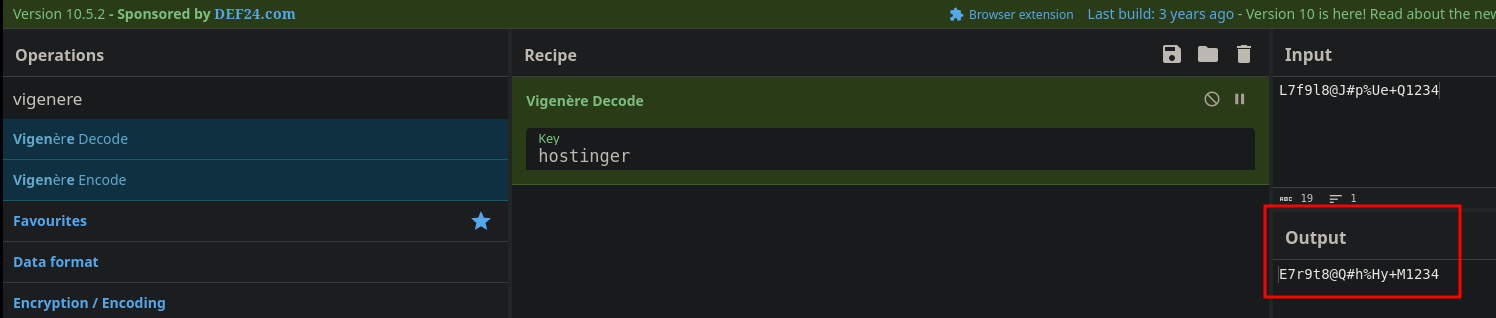 Version 10.5.2 - Sponsored by DEF24.com
Browser extension
Last build: 3 years ago - Version 10 is here! Read about the new
Operations
vigenere
Vigenère Decode
Vigenère Encode
Favourites
Data format
Encryption / Encoding
Recipe
Vigenère Decode
Key
hostinger
Input
L7f9l8@J#p%Ue+Q1234
ABC 19 1
Output
E7r9t8@Q#h%Hy+M1234